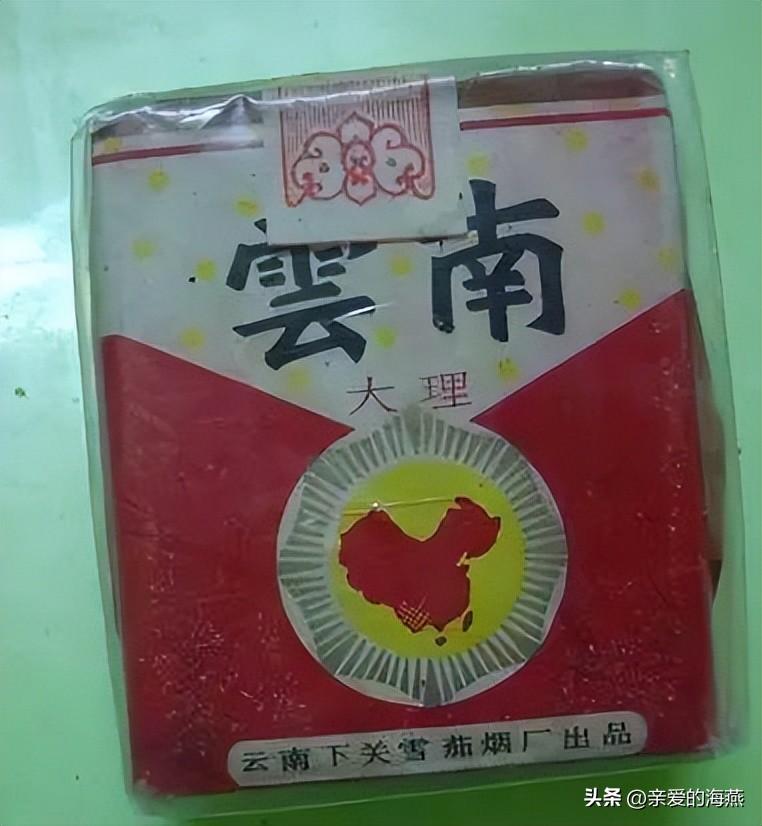 雲南
大理
云南下关雪茄烟厂出品
头条 @亲爱的海燕